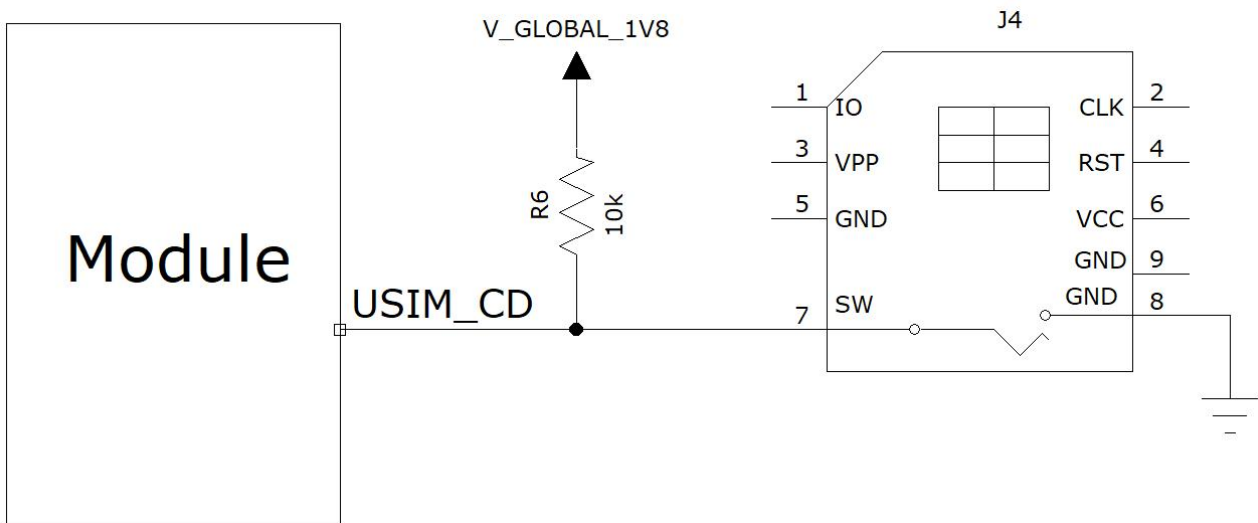 J4
V_GLOBAL_1V8
1 IO CLK 2
3 VPP RST 4
R6 10k
5 GND VCC 6
Module
GND 9
USIM_CD
7 SW GND 8